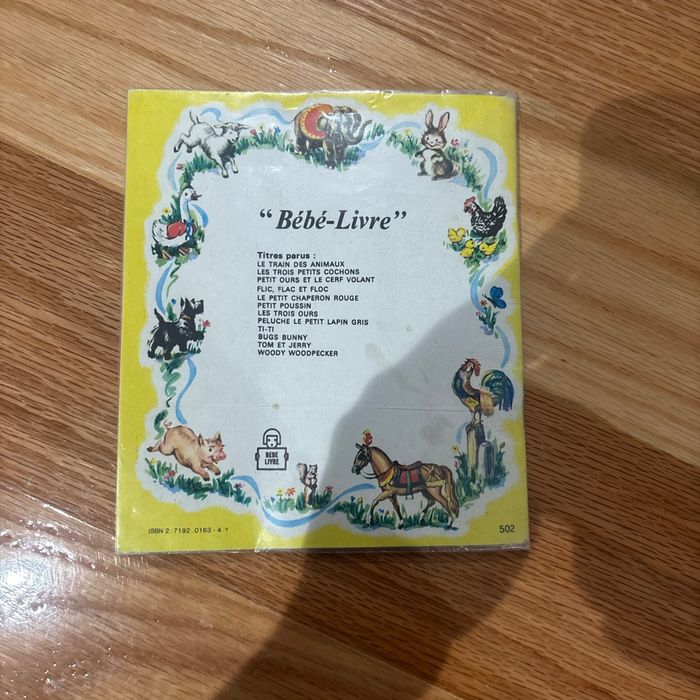 “Bébé-Livre”
Titres parus :
LE TRAIN DES ANIMAUX
LES TROIS PETITS COCHONS
PETIT OURS ET LE CERF VOLANT
FLIC, FLAC ET FLOC
LE PETIT CHAPERON ROUGE
PETIT POUSSIN
LES TROIS OURS
PELUCHE LE PETIT LAPIN GRIS
TI-TI
BUGS BUNNY
TOM ET JERRY
WOODY WOODPECKER
BEBE
LIVRE
ISBN 2.7192.0163-4
502